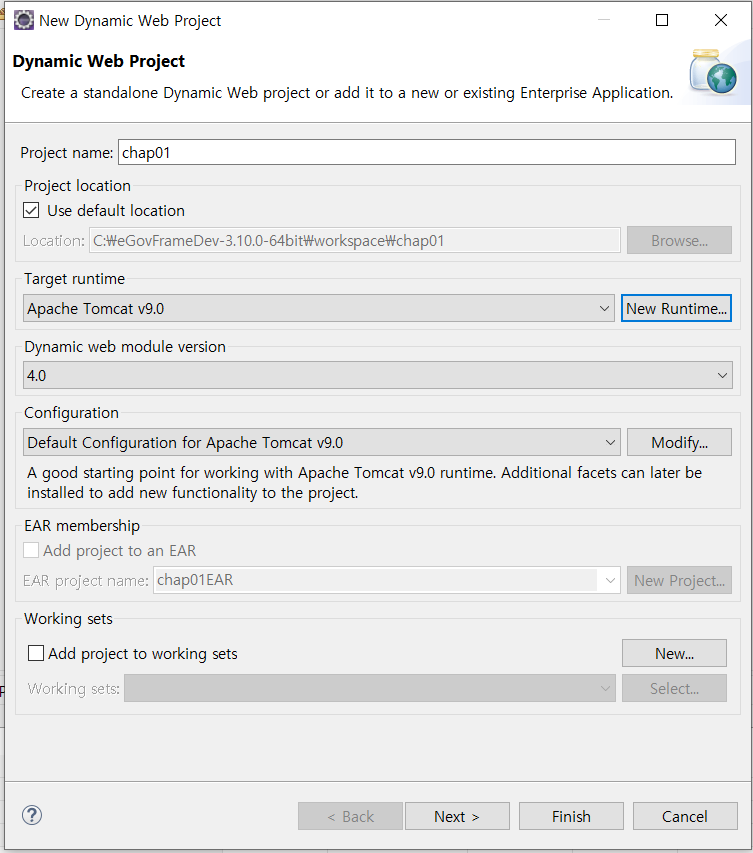 New Dynamic Web Project
Dynamic Web Project
Create a standalone Dynamic Web project or add it to a new or existing Enterprise Application.
Project name: chap01
Project location
Use default location
Location: C:₩eGovFrameDev-3.10.0-64bit₩workspace₩chap01 Browse...
Target runtime
Apache Tomcat v9.0 New Runtime...
Dynamic web module version
4.0
Configuration
Default Configuration for Apache Tomcat v9.0 Modify...
A good starting point for working with Apache Tomcat v9.0 runtime. Additional facets can later be
installed to add new functionality to the project.
EAR membership
Add project to an EAR
EAR project name: chap01EAR New Project...
Working sets
Add project to working sets New...
Working sets: Select...
? < Back Next > Finish Cancel